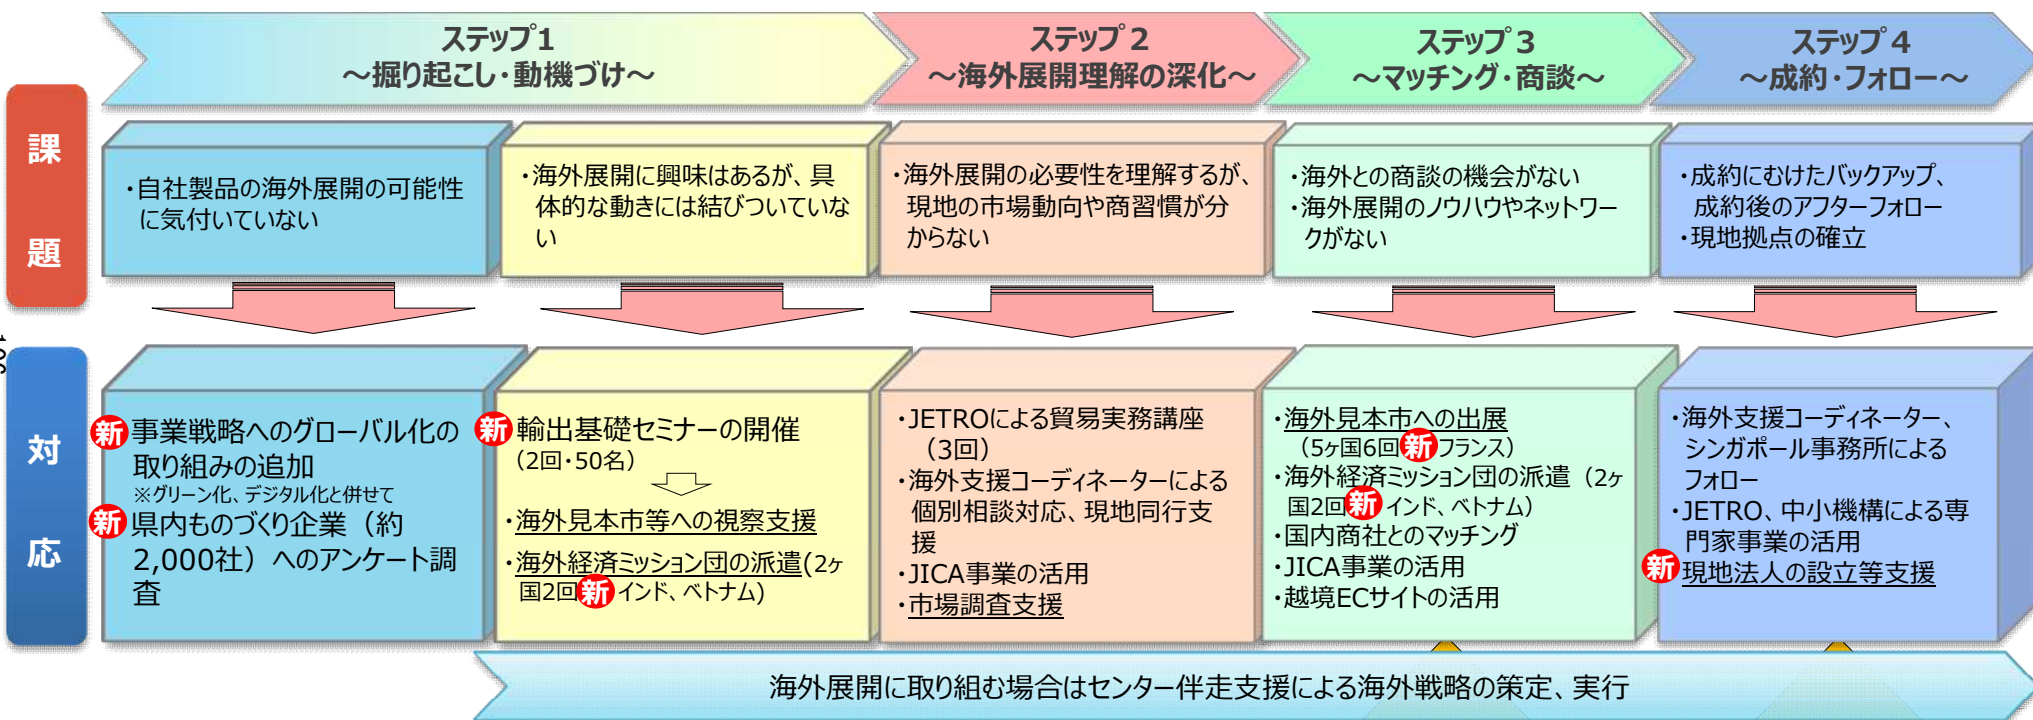 ステップ1
～掘り起こし・動機づけ～
ステップ２
～海外展開理解の深化～
ステップ３
～マッチング・商談～
ステップ４
～成約・フォロー～
課
題
・自社製品の海外展開の可能性
に気付いていない
・海外展開に興味はあるが、具
体的な動きには結びついていな
い
・海外展開の必要性を理解するが、
現地の市場動向や商習慣が分
からない
・海外との商談の機会がない
・海外展開のノウハウやネットワー
クがない
・成約にむけたバックアップ、
成約後のアフターフォロー
・現地拠点の確立
対
応
新 事業戦略へのグローバル化の
取り組みの追加
※グリーン化、デジタル化と併せて
新 県内ものづくり企業（約
2,000社）へのアンケート調
査
新 輸出基礎セミナーの開催
（2回・50名）
・海外見本市等への視察支援
・海外経済ミッション団の派遣(2ヶ
国2回 新 インド、ベトナム)
・JETROによる貿易実務講座
（3回）
・海外支援コーディネーターによる
個別相談対応、現地同行支
援
・JICA事業の活用
・市場調査支援
・海外見本市への出展
（5ヶ国6回 新 フランス）
・海外経済ミッション団の派遣（2ヶ
国2回 新 インド、ベトナム）
・国内商社とのマッチング
・JICA事業の活用
・越境ECサイトの活用
・海外支援コーディネーター、
シンガポール事務所による
フォロー
・JETRO、中小機構による専
門家事業の活用
新 現地法人の設立等支援
海外展開に取り組む場合はセンター伴走支援による海外戦略の策定、実行